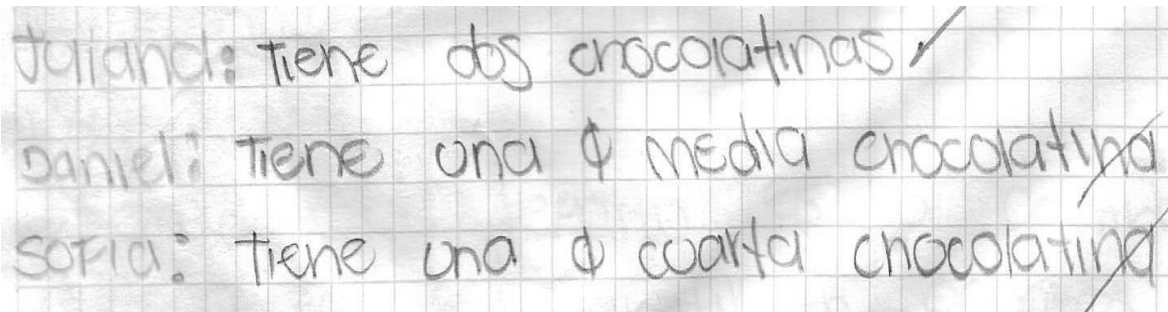 Juliana: tiene dos chocolatinas
Daniel: tiene una y media chocolatina
Sofia: tiene una y cuarta chocolatina